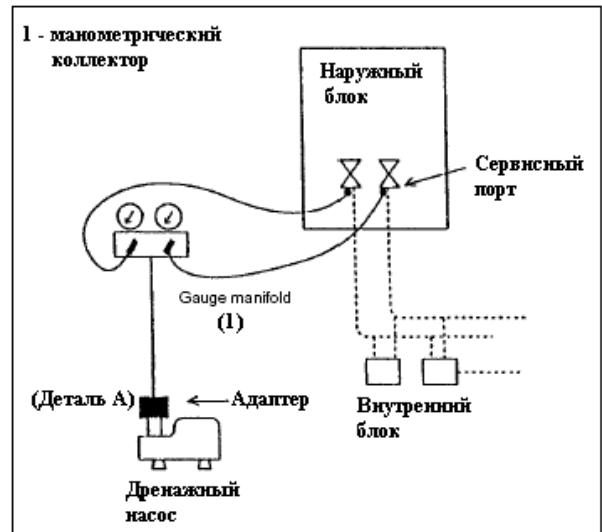 1 - манометрический
коллектор
Наружный
блок
Сервисный
порт
Gauge manifold
(1)
(Деталь А)
Адаптер
Внутренний
блок
Дренажный
насос